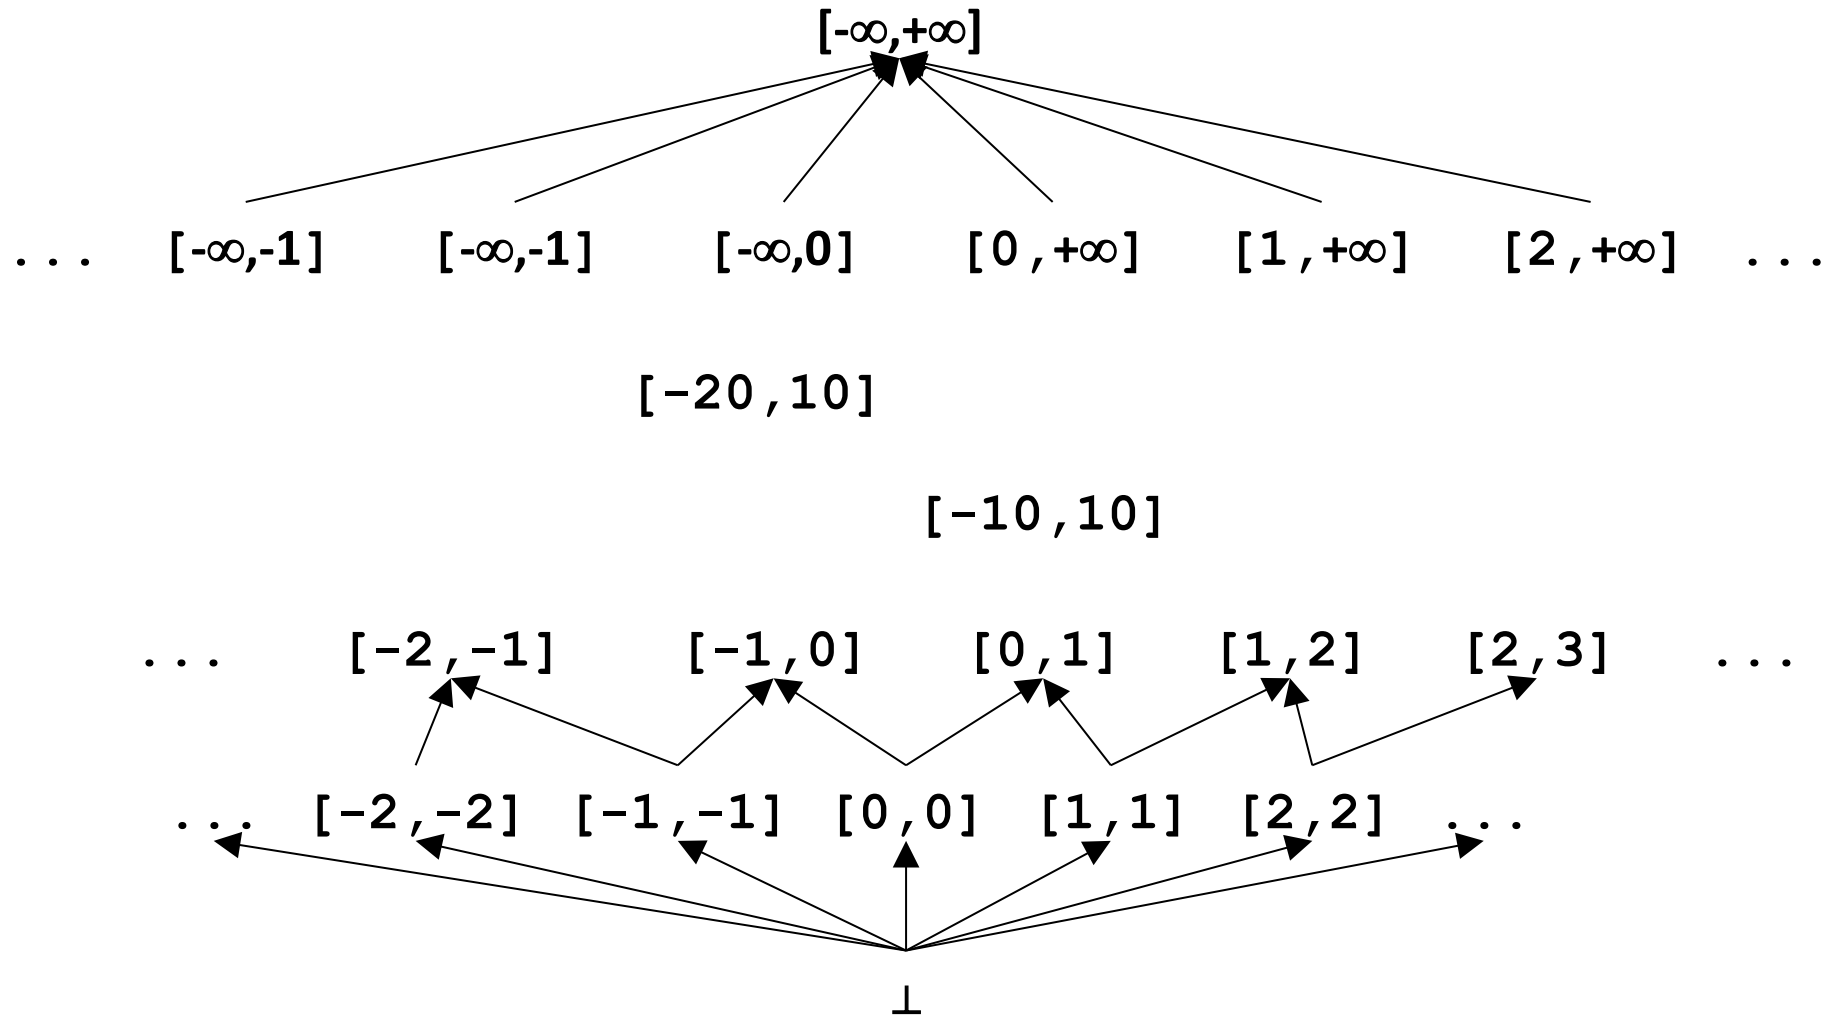 [-∞,+∞]
... [-∞,-1] [-∞,-1] [-∞,0] [0,+∞] [1,+∞] [2,+∞] ...
[-20,10]
[-10,10]
... [-2,-1] [-1,0] [0,1] [1,2] [2,3] ...
... [-2,-2] [-1,-1] [0,0] [1,1] [2,2] ...
⊥